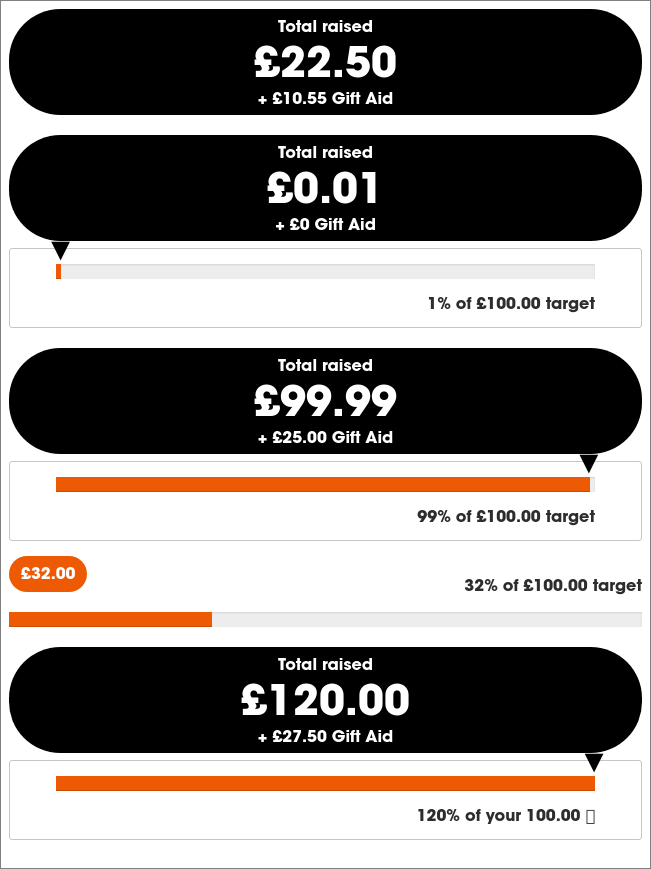 Total raised
£22.50
+ £10.55 Gift Aid
Total raised
£0.01
+ £0 Gift Aid
1% of £100.00 target
Total raised
£99.99
+ £25.00 Gift Aid
99% of £100.00 target
£32.00
32% of £100.00 target
Total raised
£120.00
+ £27.50 Gift Aid
120% of your 100.00